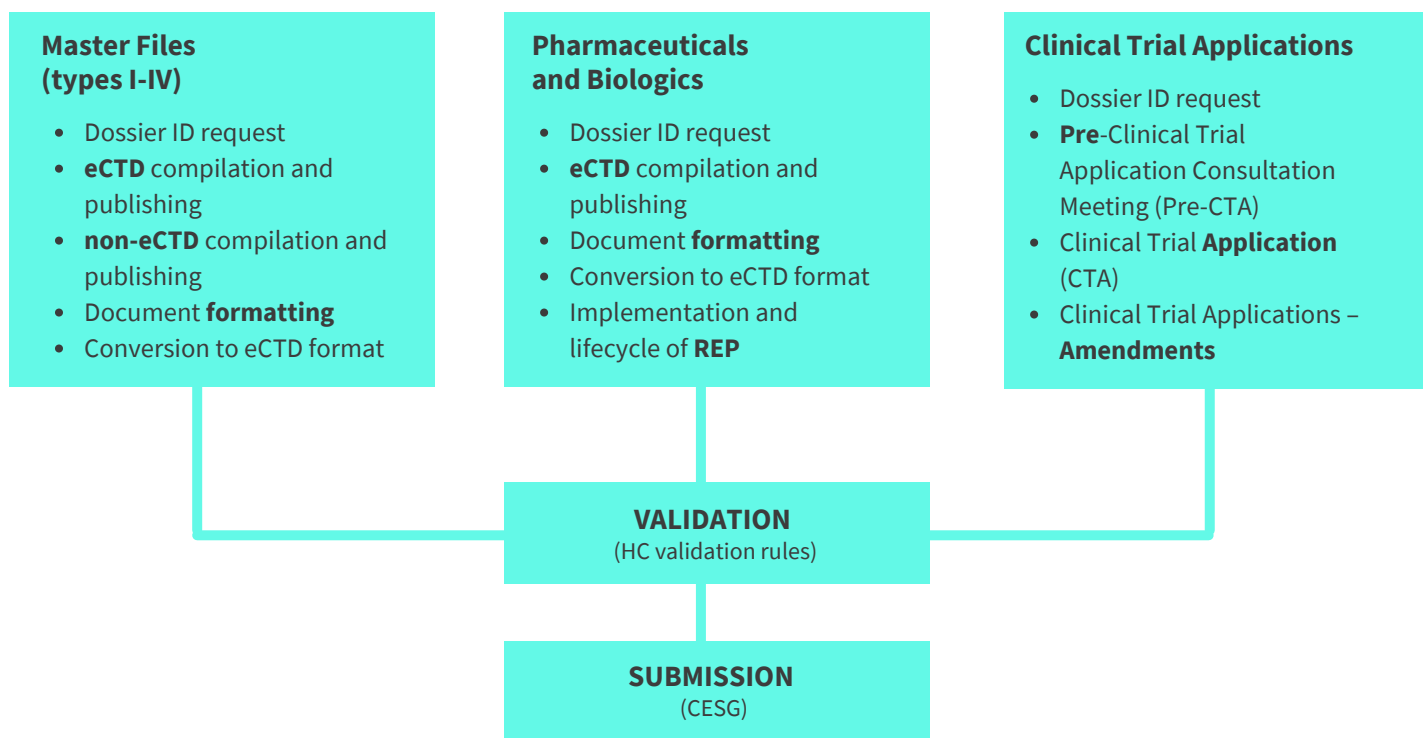 Master Files
(types I-IV)
• Dossier ID request
• eCTD compilation and
publishing
• non-eCTD compilation and
publishing
• Document formatting
• Conversion to eCTD format
Pharmaceuticals
and Biologics
• Dossier ID request
• eCTD compilation and
publishing
• Document formatting
• Conversion to eCTD format
• Implementation and
lifecycle of REP
Clinical Trial Applications
• Dossier ID request
• Pre-Clinical Trial
Application Consultation
Meeting (Pre-CTA)
• Clinical Trial Application
(CTA)
• Clinical Trial Applications –
Amendments
VALIDATION
(HC validation rules)
SUBMISSION
(CESG)